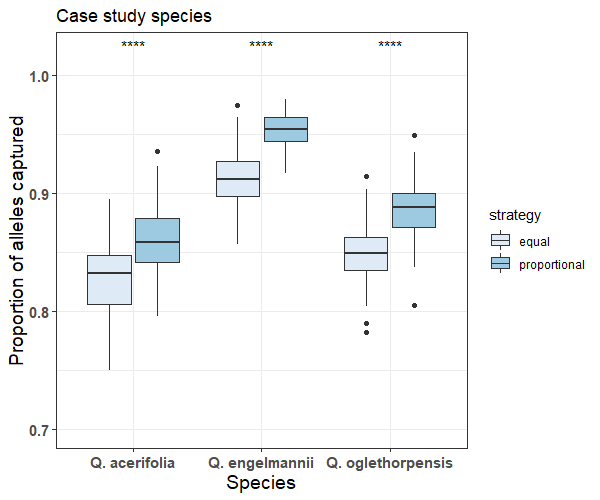 Case study species
**** **** ****
1.0
0.9
0.8
0.7
Proportion of alleles captured
Q. acerifolia Q. engelmannii Q. oglethorpensis
Species
strategy
equal
proportional